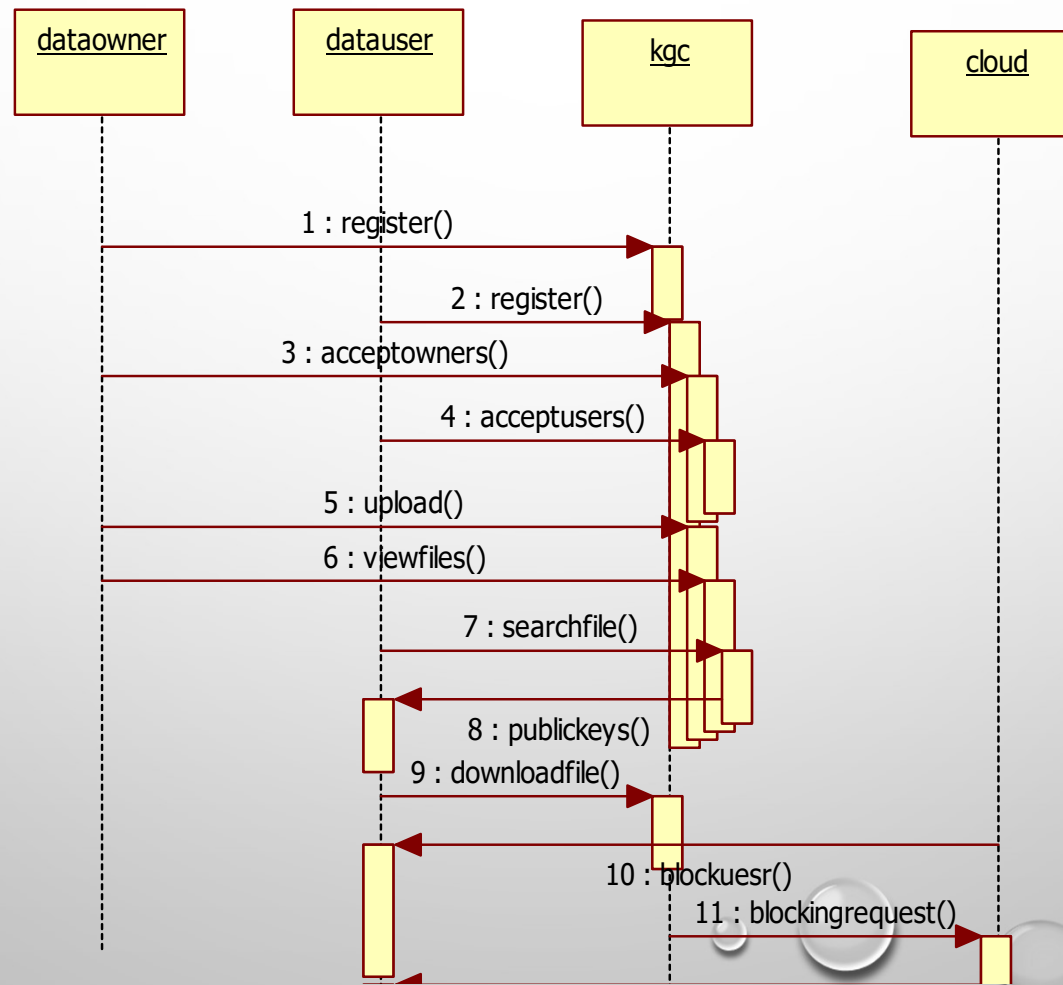 dataowner
datauser
kgc
cloud
1 : register()
2 : register()
3 : acceptowners()
4 : acceptusers()
5 : upload()
6 : viewfiles()
7 : searchfile()
8 : publickeys()
9 : downloadfile()
10 : blockuesr()
11 : blockingrequest()